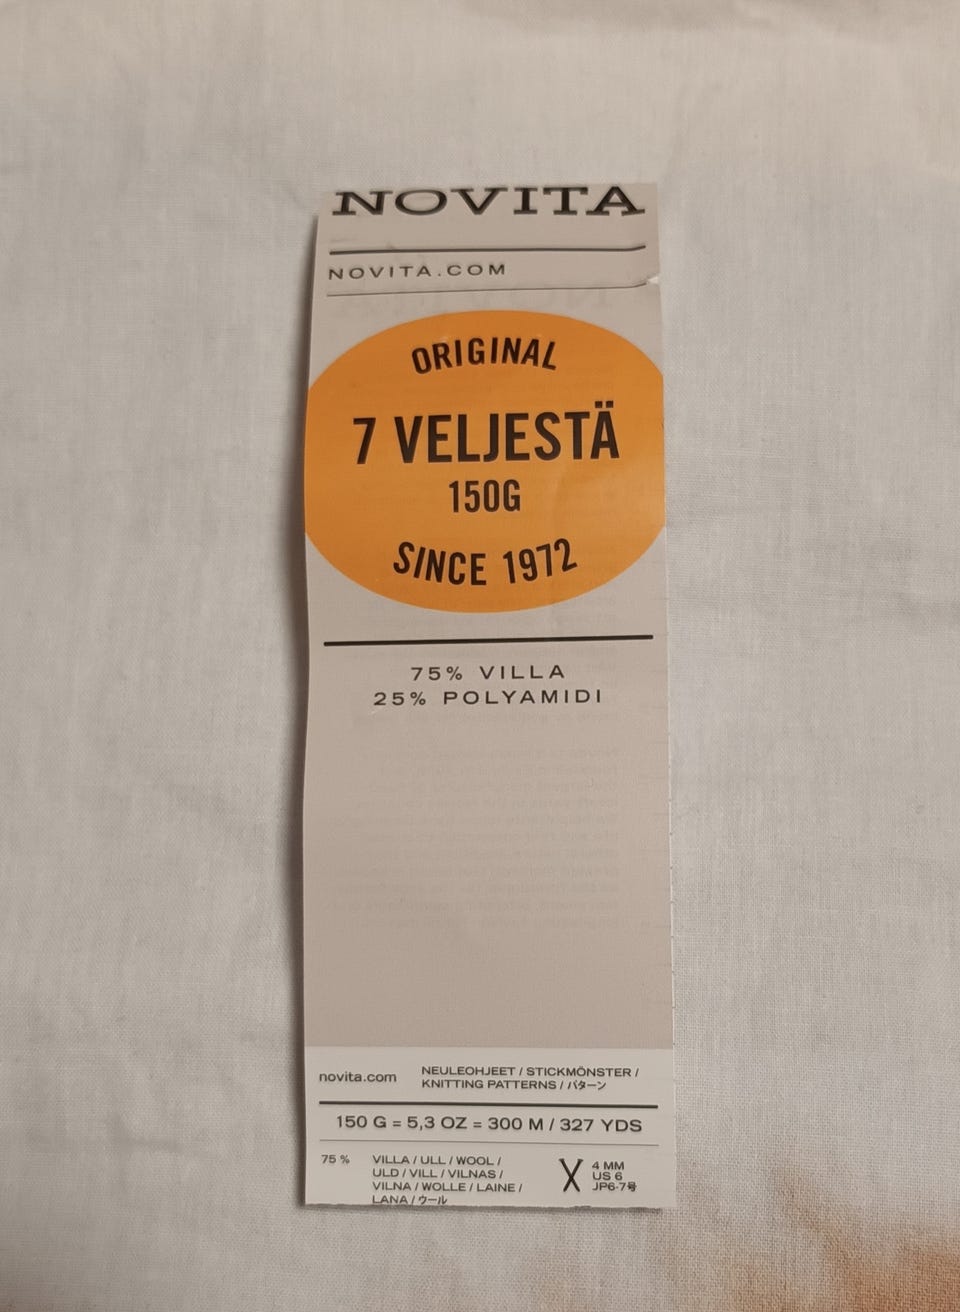 NOVITA
NOVITA.COM
ORIGINAL
7 VELJESTÄ
150G
SINCE 1972
75% VILLA
25% POLYAMIDI
novita.com
NEULEOHJEET / STICKMÖNSTER /
KNITTING PATTERNS / パターン
150 G = 5,3 OZ = 300 M / 327 YDS
75 %
VILLA / ULL / WOOL /
ULD / VILL / VILNAS /
VILNA / WOLLE / LAINE /
LANA / ウール
4 MM
US 6
JP6-7号